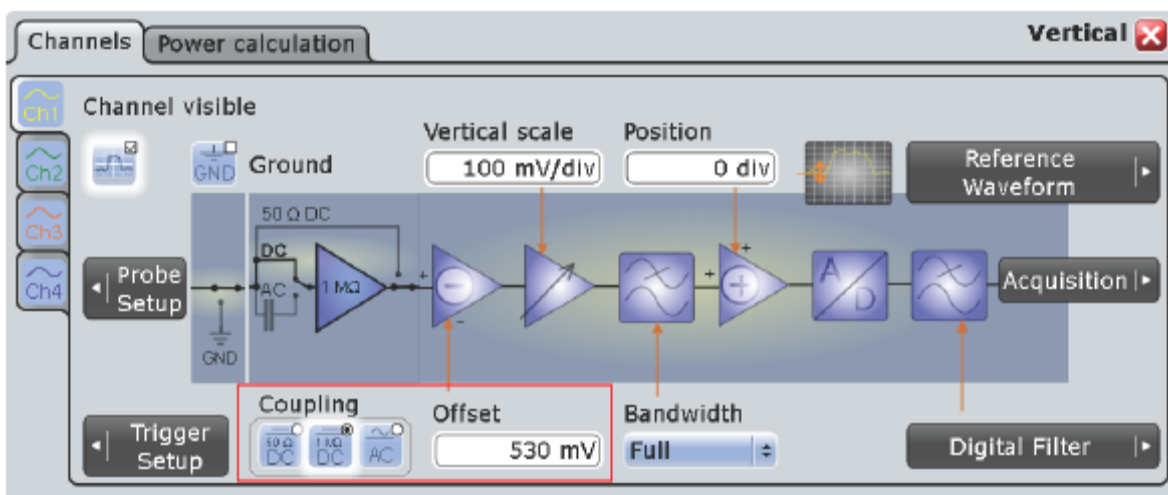 Channels
Power calculation
Vertical
Ch1
Ch2
Ch3
Ch4
Channel visible
GND
Ground
Vertical scale
100 mV/div
Position
0 div
Reference
Waveform
50 Ω DC
DC
AC
1 MΩ
GND
+
−
+
+
A
D
Probe
Setup
Acquisition
Trigger
Setup
Coupling
50 Ω
DC
1 MΩ
DC
AC
Offset
530 mV
Bandwidth
Full
Digital Filter